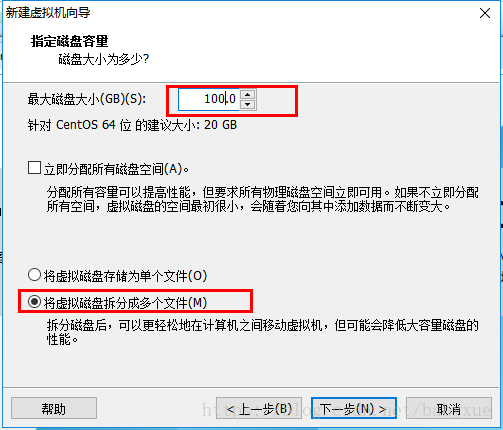 新建虚拟机向导
指定磁盘容量
磁盘大小为多少?
最大磁盘大小(GB)(S): 100.0
针对 CentOS 64 位 的建议大小: 20 GB
立即分配所有磁盘空间(A)。
分配所有容量可以提高性能，但要求所有物理磁盘空间立即可用。如果不立即分配
所有空间，虚拟磁盘的空间最初很小，会随着您向其中添加数据而不断变大。
将虚拟磁盘存储为单个文件(O)
将虚拟磁盘拆分成多个文件(M)
拆分磁盘后，可以更轻松地在计算机之间移动虚拟机，但可能会降低大容量磁盘的
性能。
帮助 < 上一步(B) 下一步(N) > 取消